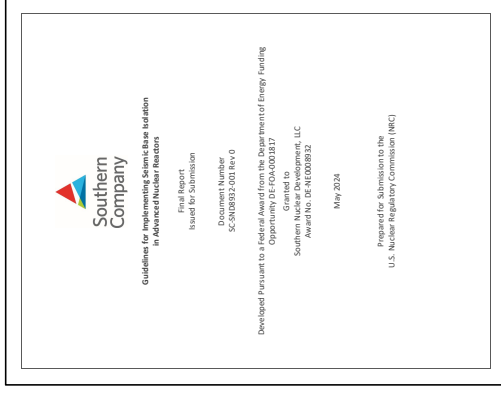 Southern
Company
Guidelines for Implementing Seismic Base Isolation
in Advanced Nuclear Reactors
Final Report
Issued for Submission
Document Number
SC-SND8932-001 Rev 0
Developed Pursuant to a Federal Award from the Department of Energy Funding
Opportunity DE-FOA-0001817
Granted to
Southern Nuclear Development, LLC
Award No. DE-NE0008932
May 2024
Prepared for Submission to the
U.S. Nuclear Regulatory Commission (NRC)